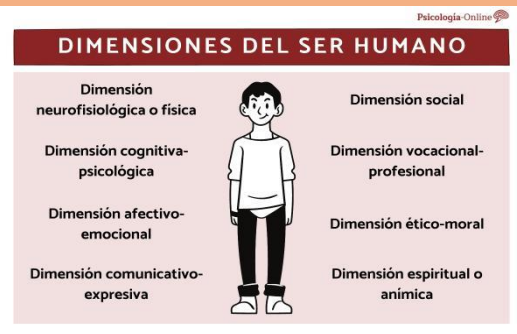 Psicología-Online
DIMENSIONES DEL SER HUMANO
Dimensión
neurofisiológica o física
Dimensión cognitiva-
psicológica
Dimensión afectivo-
emocional
Dimensión comunicativo-
expresiva
Dimensión social
Dimensión vocacional-
profesional
Dimensión ético-moral
Dimensión espiritual o
anímica